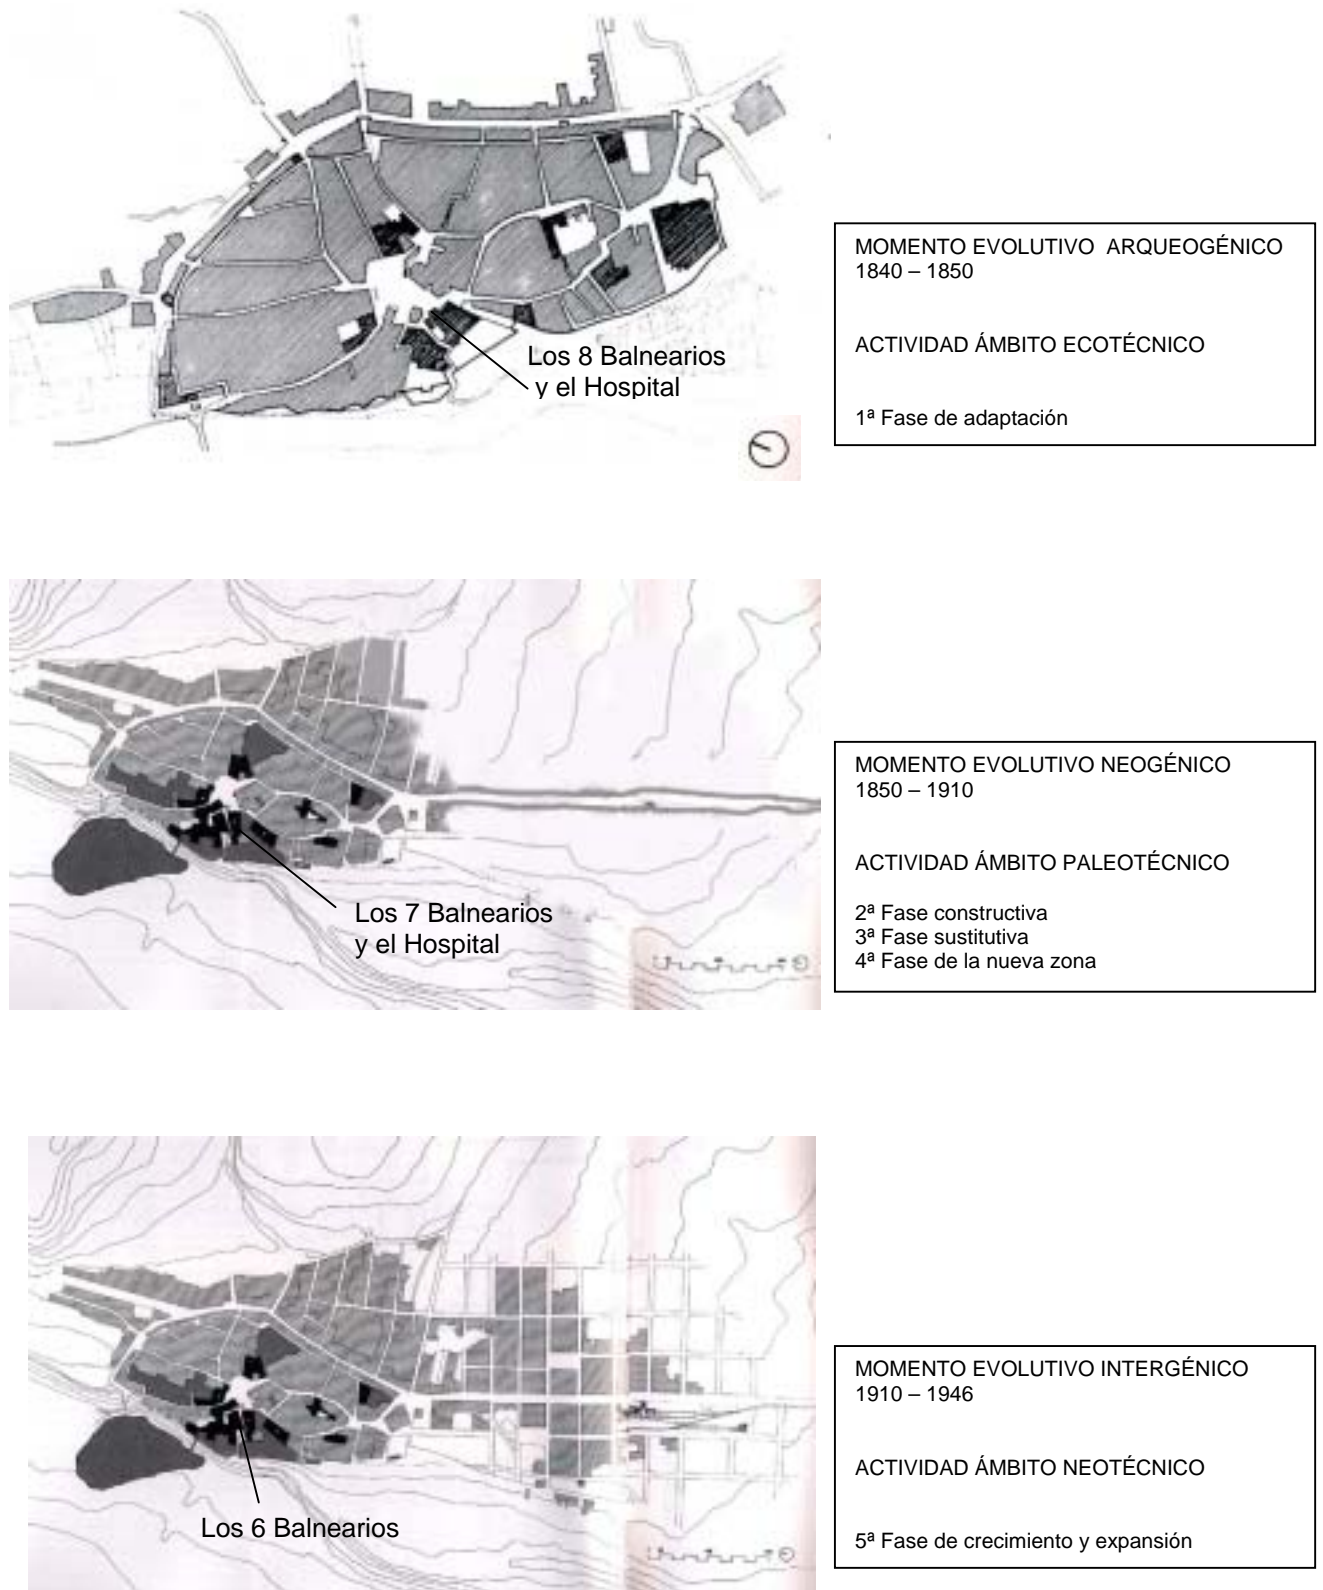 Los 8 Balnearios
y el Hospital
MOMENTO EVOLUTIVO ARQUEOGÉNICO
1840 – 1850
ACTIVIDAD ÁMBITO ECOTÉCNICO
1ª Fase de adaptación
Los 7 Balnearios
y el Hospital
MOMENTO EVOLUTIVO NEOGÉNICO
1850 – 1910
ACTIVIDAD ÁMBITO PALEOTÉCNICO
2ª Fase constructiva
3ª Fase sustitutiva
4ª Fase de la nueva zona
Los 6 Balnearios
MOMENTO EVOLUTIVO INTERGÉNICO
1910 – 1946
ACTIVIDAD ÁMBITO NEOTÉCNICO
5ª Fase de crecimiento y expansión